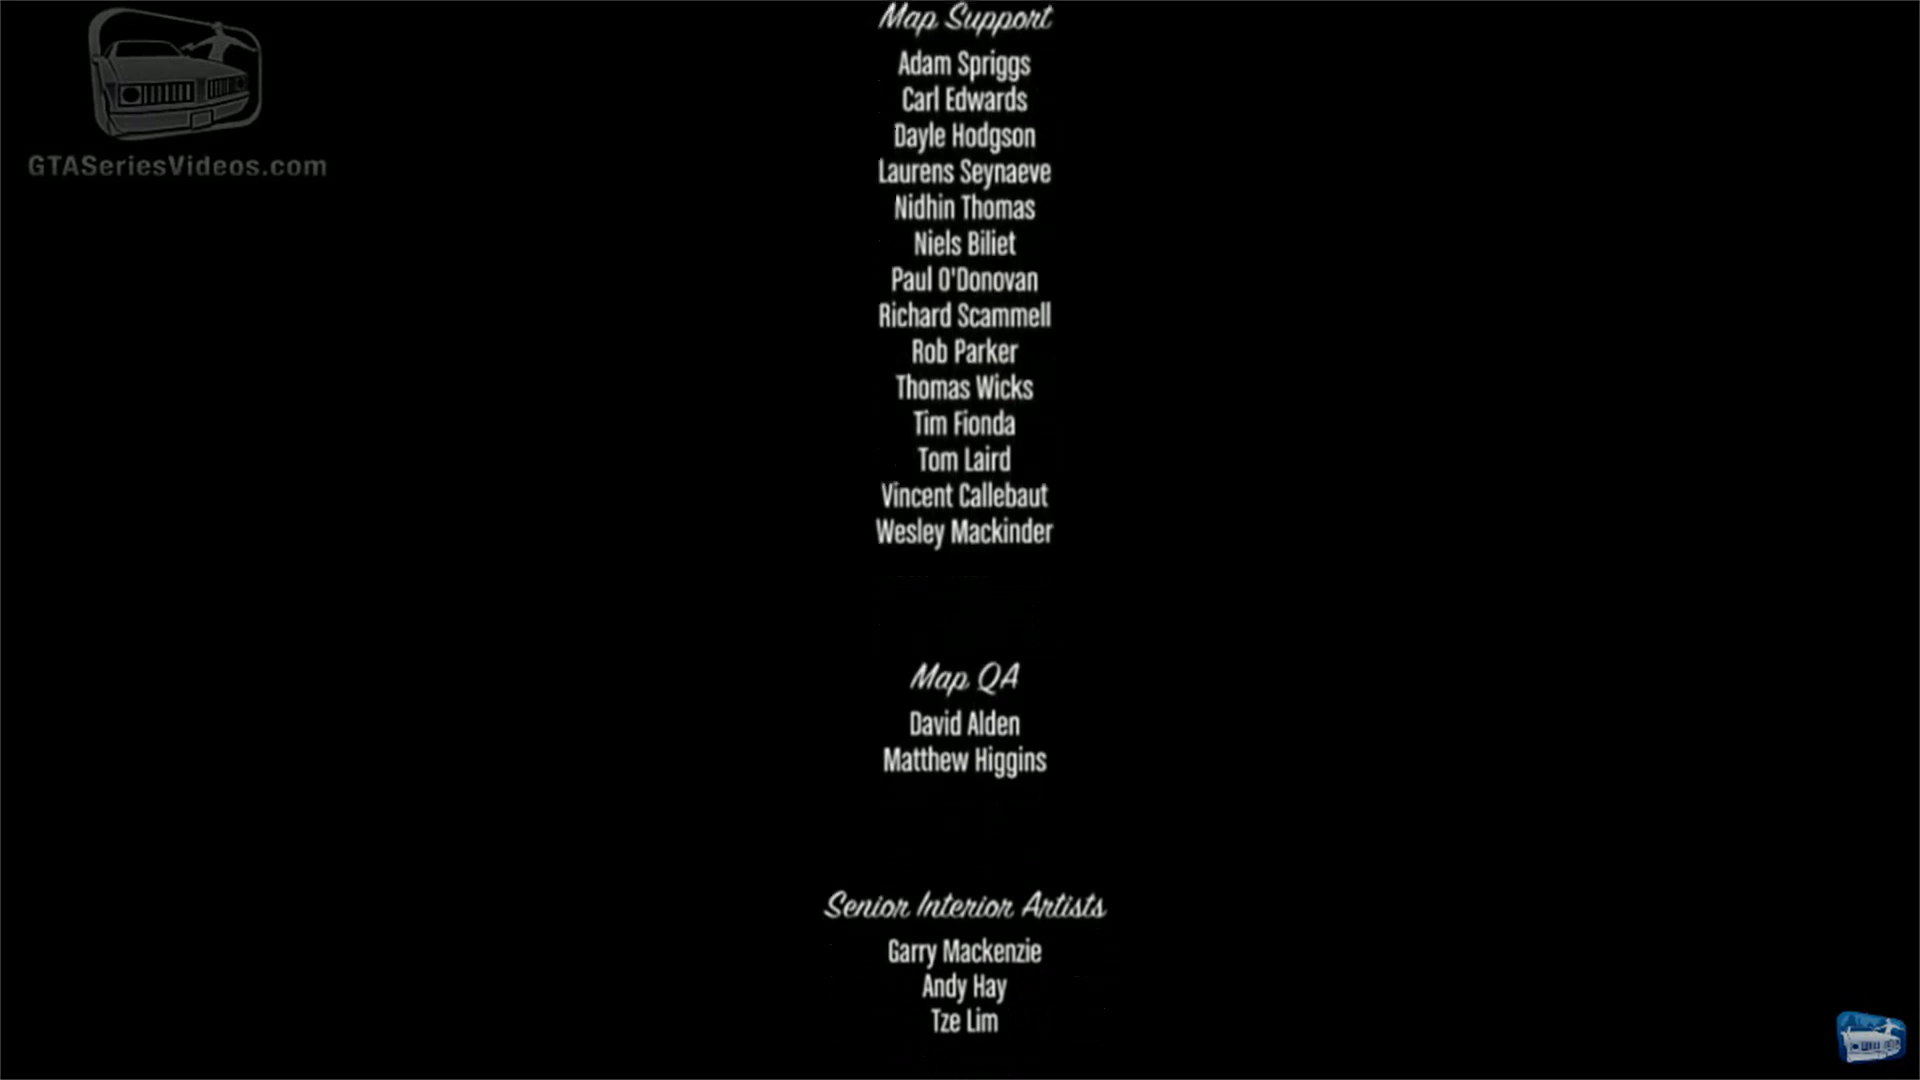 GTASeriesVideos.com
Map Support
Adam Spriggs
Carl Edwards
Dayle Hodgson
Laurens Seynaeve
Nidhin Thomas
Niels Biliet
Paul O'Donovan
Richard Scammell
Rob Parker
Thomas Wicks
Tim Fionda
Tom Laird
Vincent Callebaut
Wesley Mackinder
Map QA
David Alden
Matthew Higgins
Senior Interior Artists
Garry Mackenzie
Andy Hay
Tze Lim